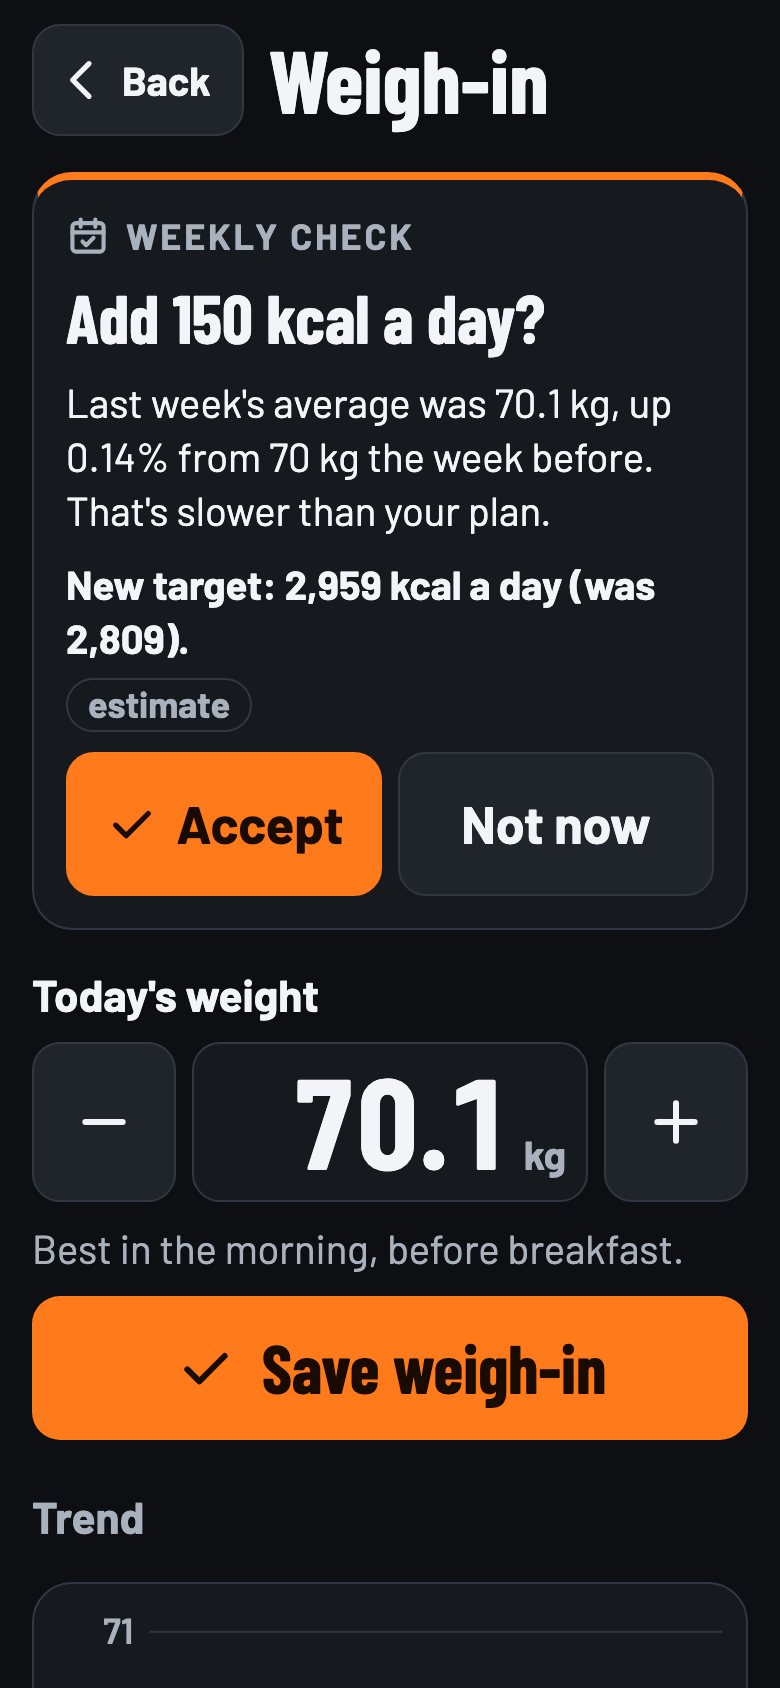 Back
Weigh-in
WEEKLY CHECK
Add 150 kcal a day?
Last week's average was 70.1 kg, up
0.14% from 70 kg the week before.
That's slower than your plan.
New target: 2,959 kcal a day (was
2,809).
estimate
Accept
Not now
Today's weight
70.1 kg
Best in the morning, before breakfast.
Save weigh-in
Trend
71